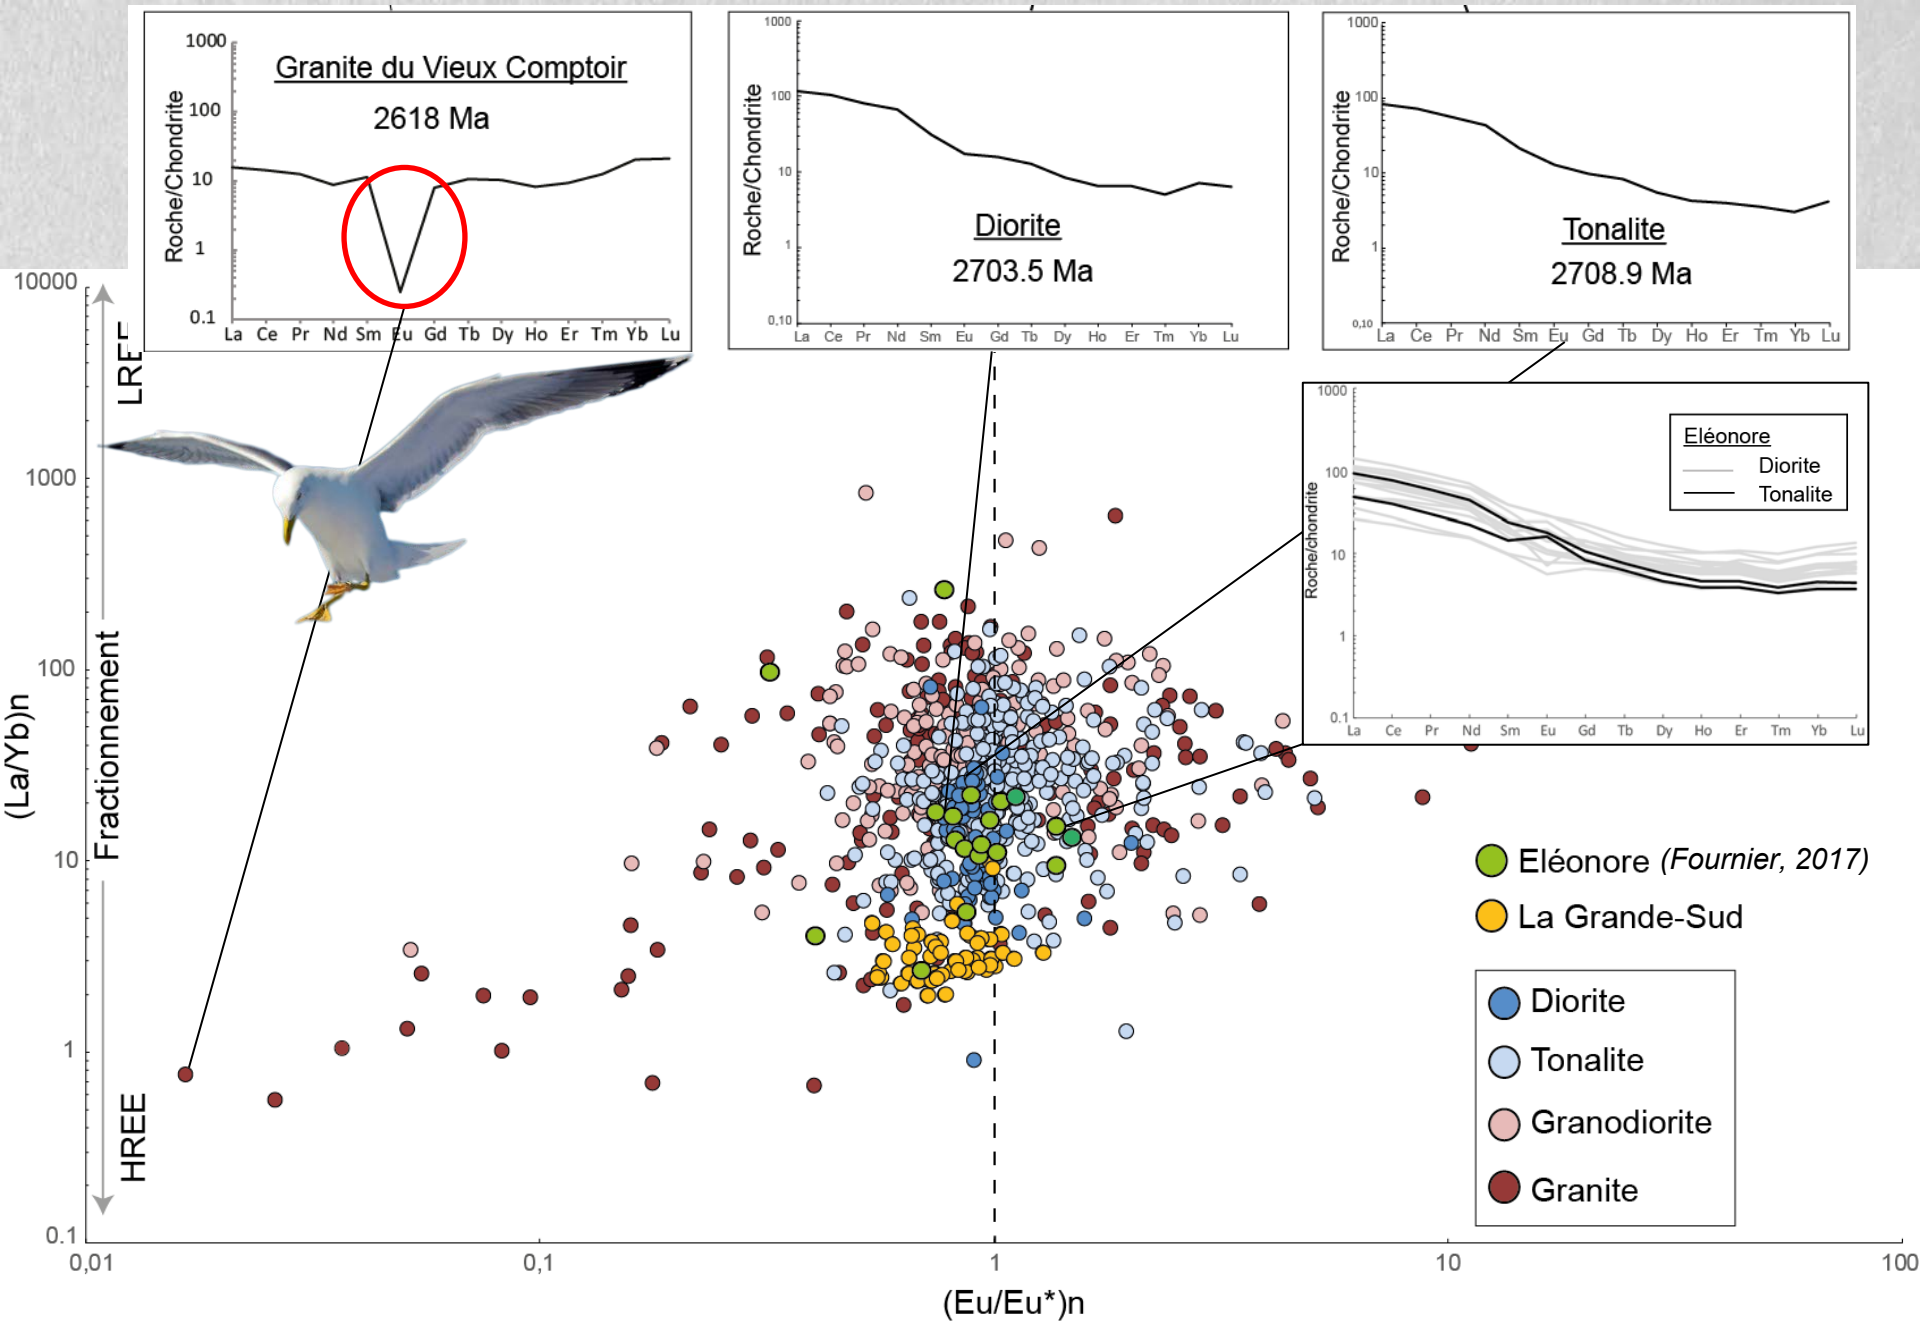 1000
100
10
1
0.1
Roche/Chondrite
Granite du Vieux Comptoir
2618 Ma
La Ce Pr Nd Sm Eu Gd Tb Dy Ho Er Tm Yb Lu
1000
100
10
1
0,10
Roche/Chondrite
Diorite
2703.5 Ma
La Ce Pr Nd Sm Eu Gd Tb Dy Ho Er Tm Yb Lu
1000
100
10
1
0,10
Roche/Chondrite
Tonalite
2708.9 Ma
La Ce Pr Nd Sm Eu Gd Tb Dy Ho Er Tm Yb Lu
1000
100
10
1
0.1
Roche/chondrite
Eléonore
Diorite
Tonalite
La Ce Pr Nd Sm Eu Gd Tb Dy Ho Er Tm Yb Lu
10000
1000
100
10
1
0.1
(La/Yb)n
LREE
Fractionnement
HREE
Eléonore (Fournier, 2017)
La Grande-Sud
Diorite
Tonalite
Granodiorite
Granite
0,01 0,1 1 10 100
(Eu/Eu*)n